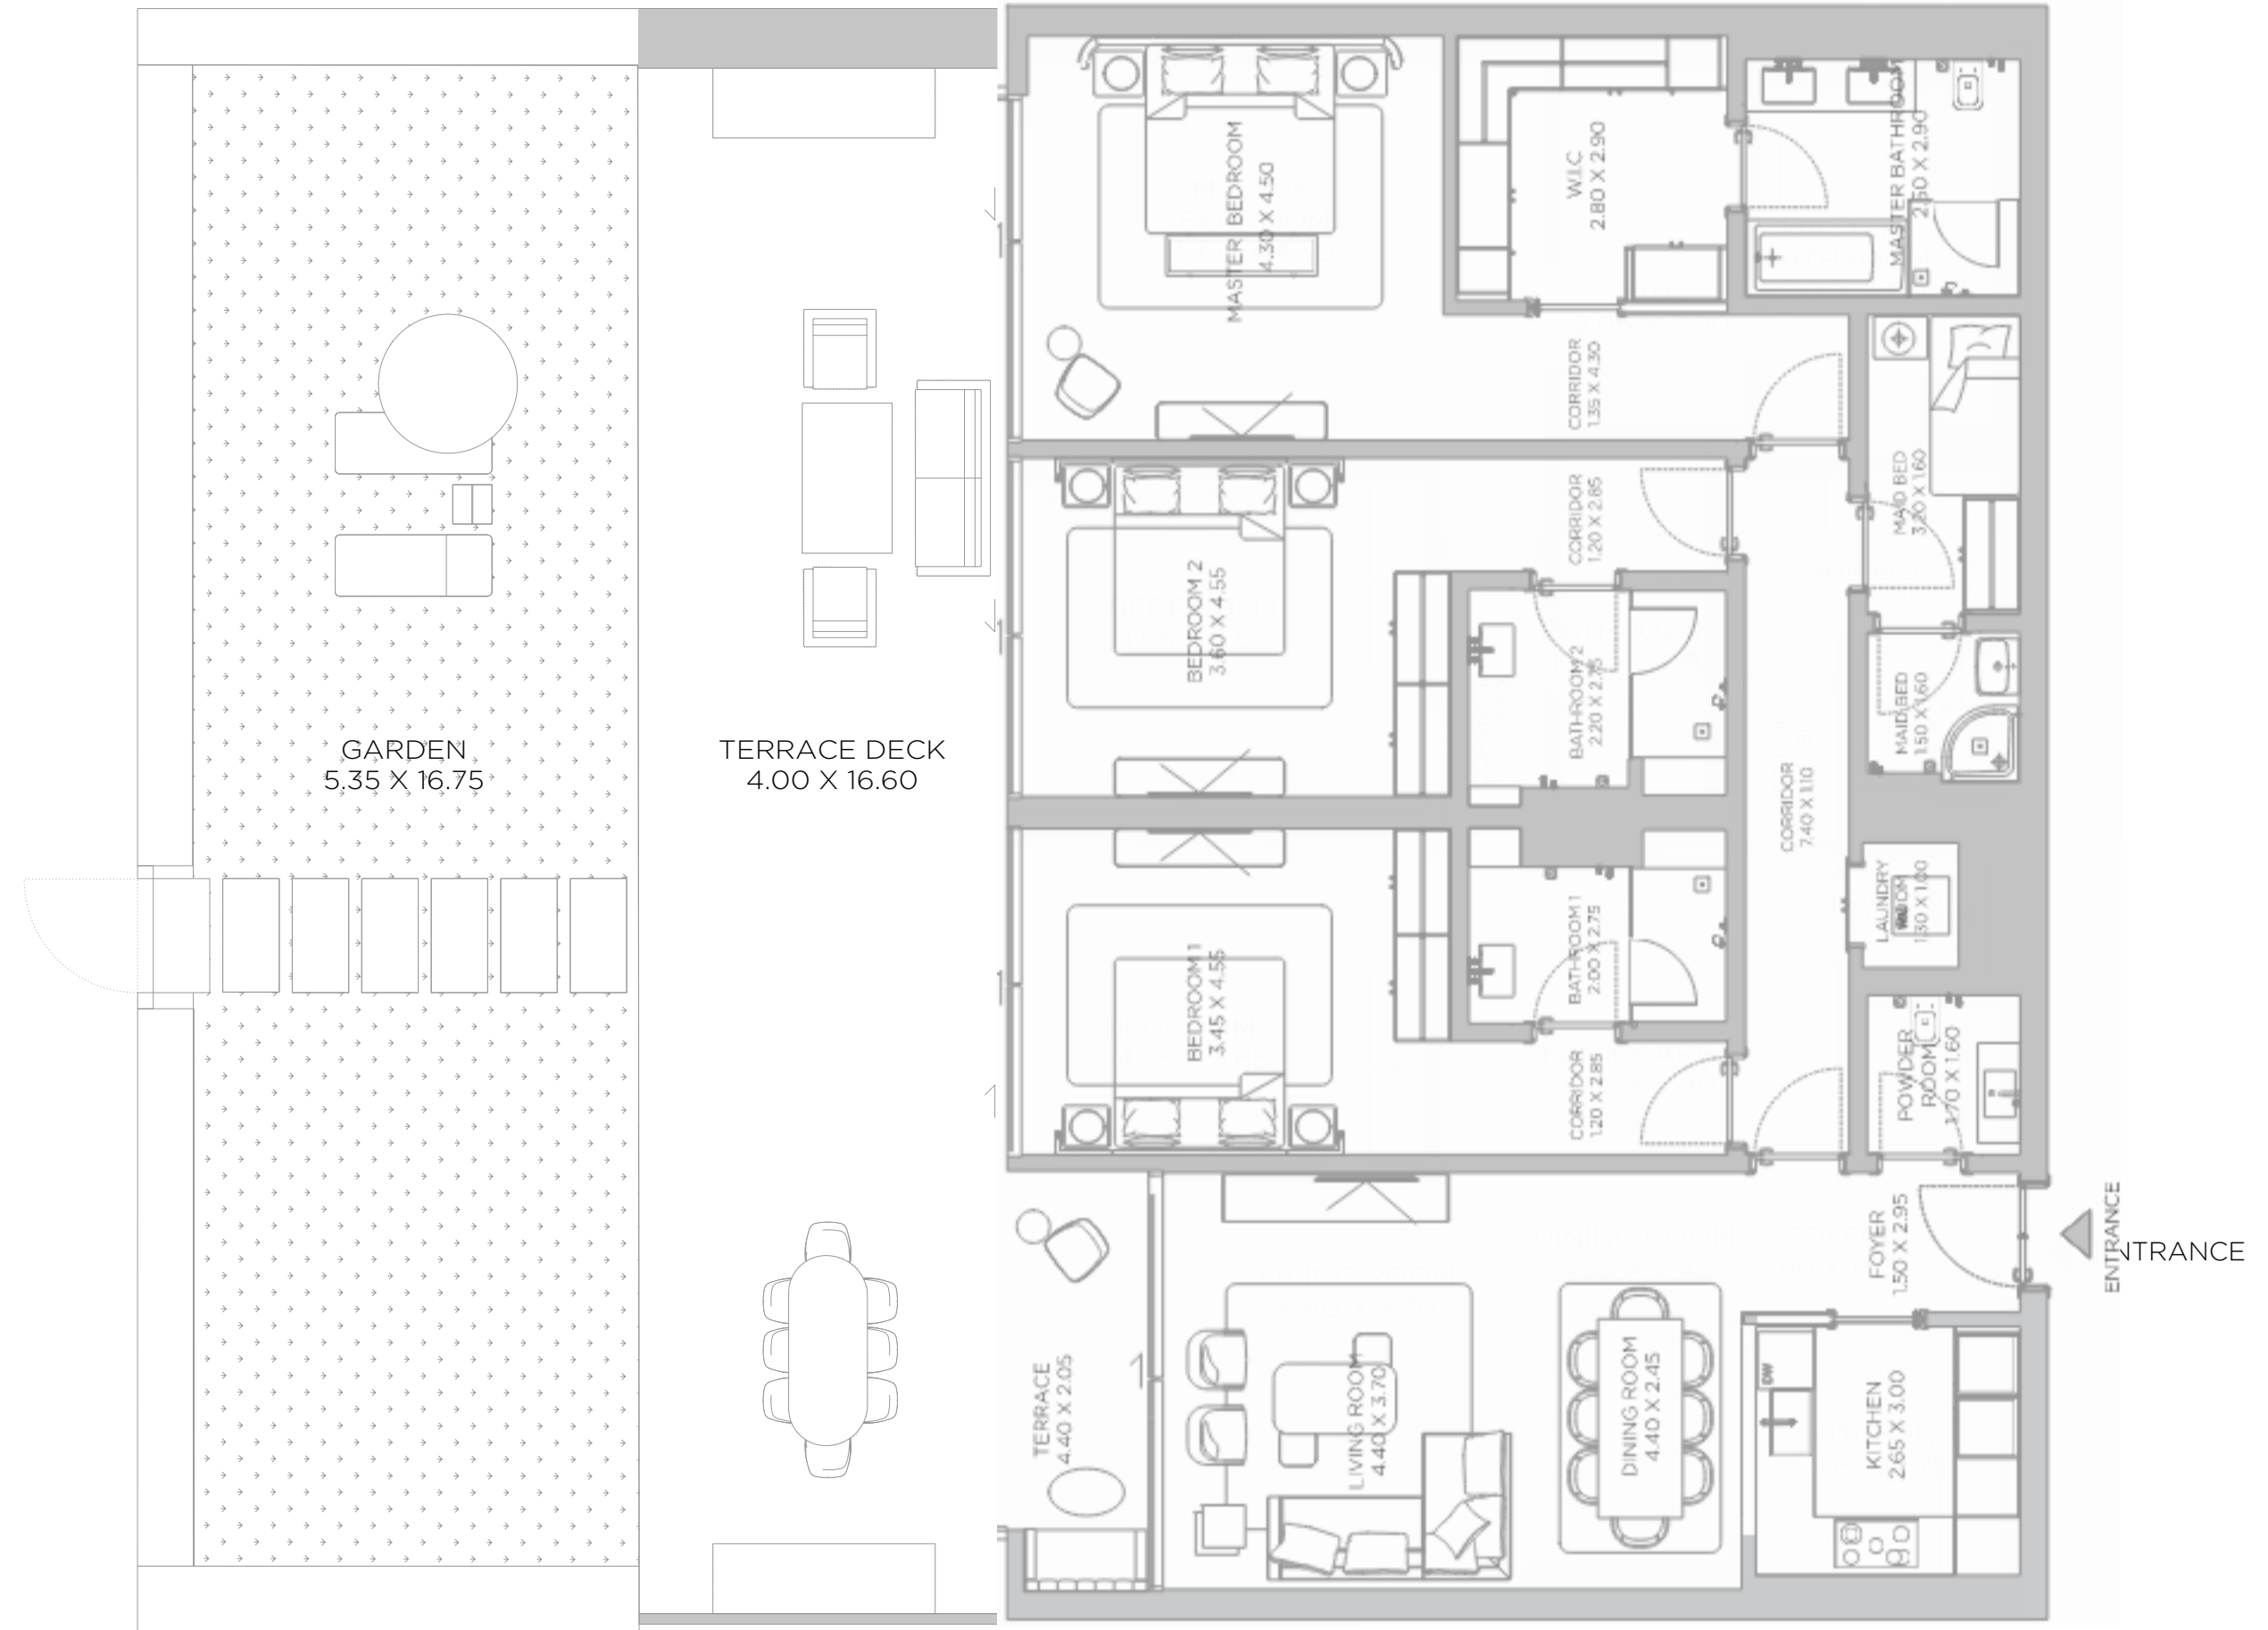 GARDEN
5.35 X 16.75
TERRACE DECK
4.00 X 16.60
MASTER BEDROOM
4.30 X 4.50
W.I.C
2.80 X 2.90
MASTER BATHROOM
2.50 X 2.90
CORRIDOR
1.35 X 4.30
BEDROOM 2
3.60 X 4.55
CORRIDOR
1.20 X 2.85
MAID BED
3.20 X 1.60
BATHROOM 2
2.20 X 2.75
MAID BED
1.50 X 1.60
CORRIDOR
7.40 X 1.10
BEDROOM 1
3.45 X 4.55
BATHROOM 1
2.00 X 2.75
LAUNDRY
ROOM
1.30 X 1.00
CORRIDOR
1.20 X 2.85
POWDER
ROOM
1.70 X 1.60
FOYER
1.50 X 2.95
ENTRANCE
NTRANCE
TERRACE
4.40 X 2.05
LIVING ROOM
4.40 X 3.70
DINING ROOM
4.40 X 2.45
DW
KITCHEN
2.65 X 3.00